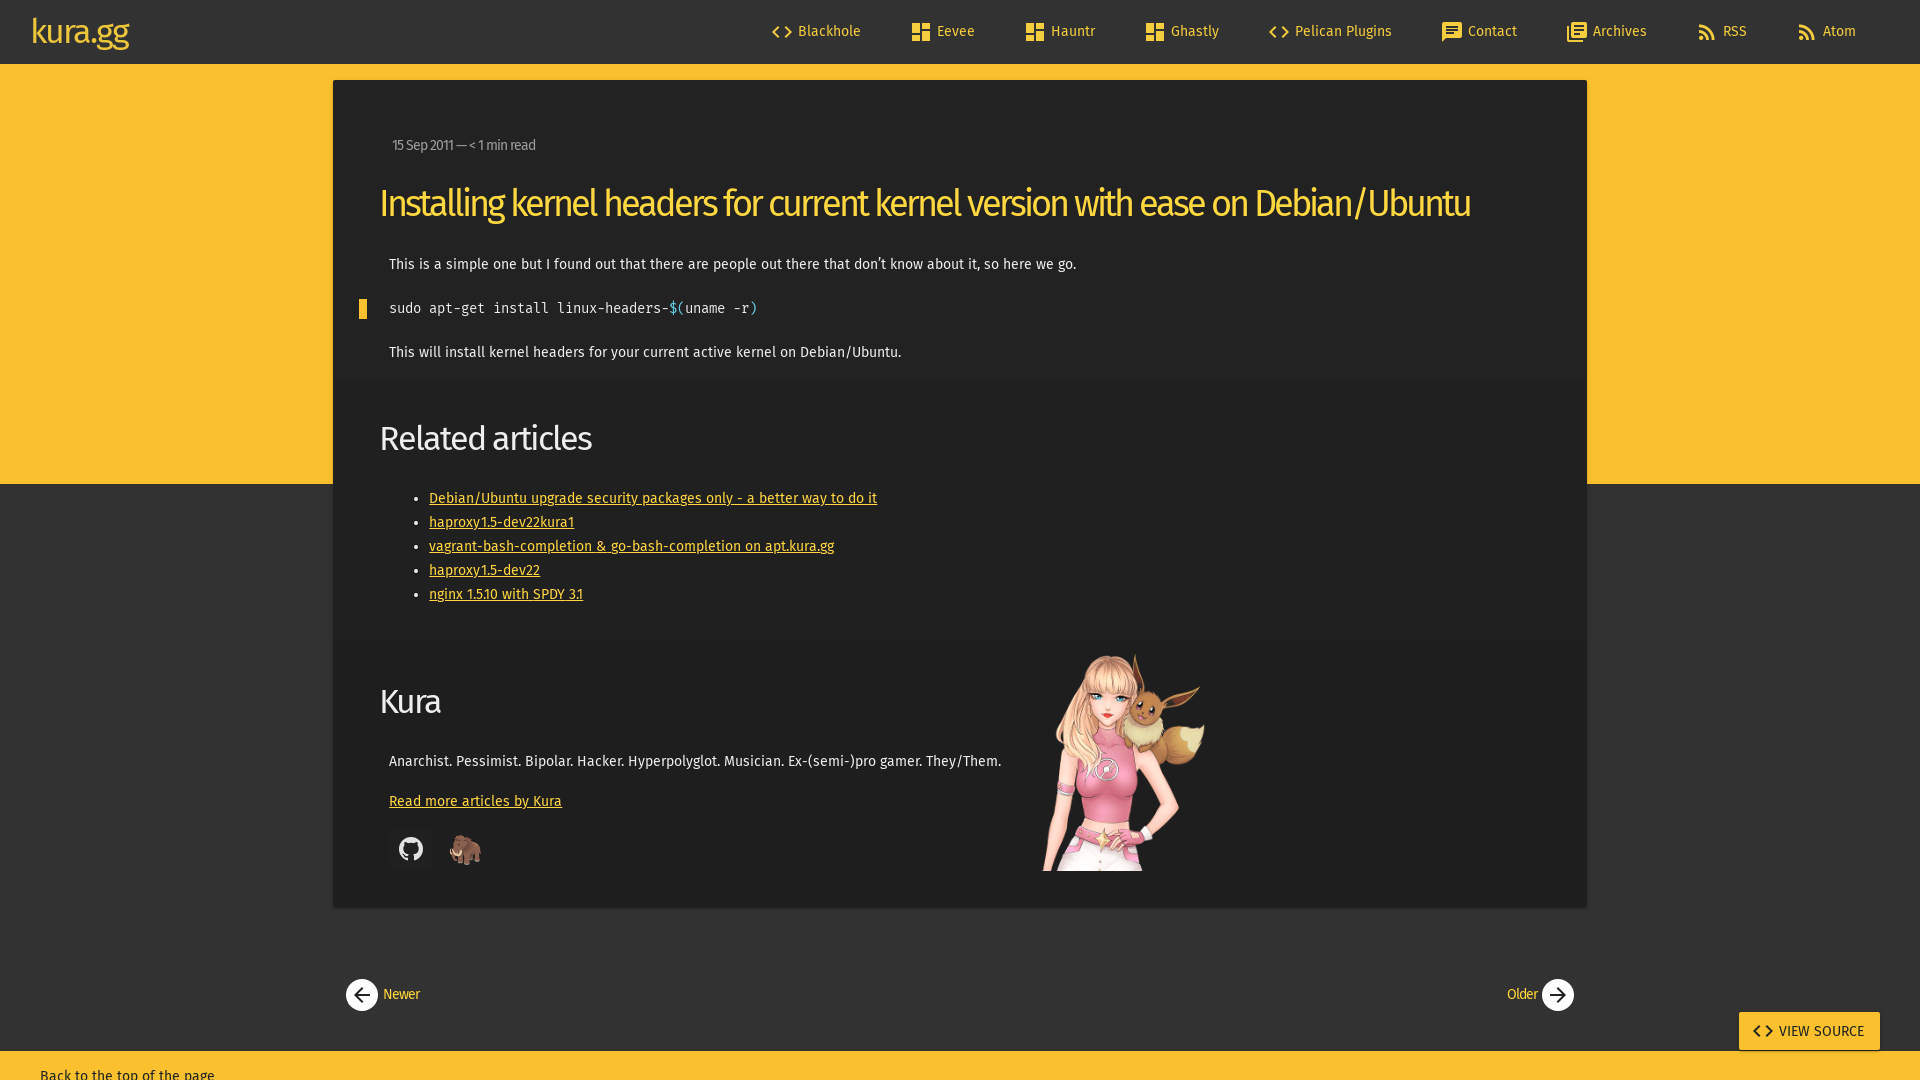 kura.gg
Blackhole
Eevee
Hauntr
Ghastly
Pelican Plugins
Contact
Archives
RSS
Atom
15 Sep 2011 — < 1 min read
Installing kernel headers for current kernel version with ease on Debian/Ubuntu
This is a simple one but I found out that there are people out there that don’t know about it, so here we go.
sudo apt-get install linux-headers-$(uname -r)
This will install kernel headers for your current active kernel on Debian/Ubuntu.
Related articles
Debian/Ubuntu upgrade security packages only - a better way to do it
haproxy1.5-dev22kura1
vagrant-bash-completion & go-bash-completion on apt.kura.gg
haproxy1.5-dev22
nginx 1.5.10 with SPDY 3.1
Kura
Anarchist. Pessimist. Bipolar. Hacker. Hyperpolyglot. Musician. Ex-(semi-)pro gamer. They/Them.
Read more articles by Kura
Newer
Older
VIEW SOURCE
Back to the top of the page